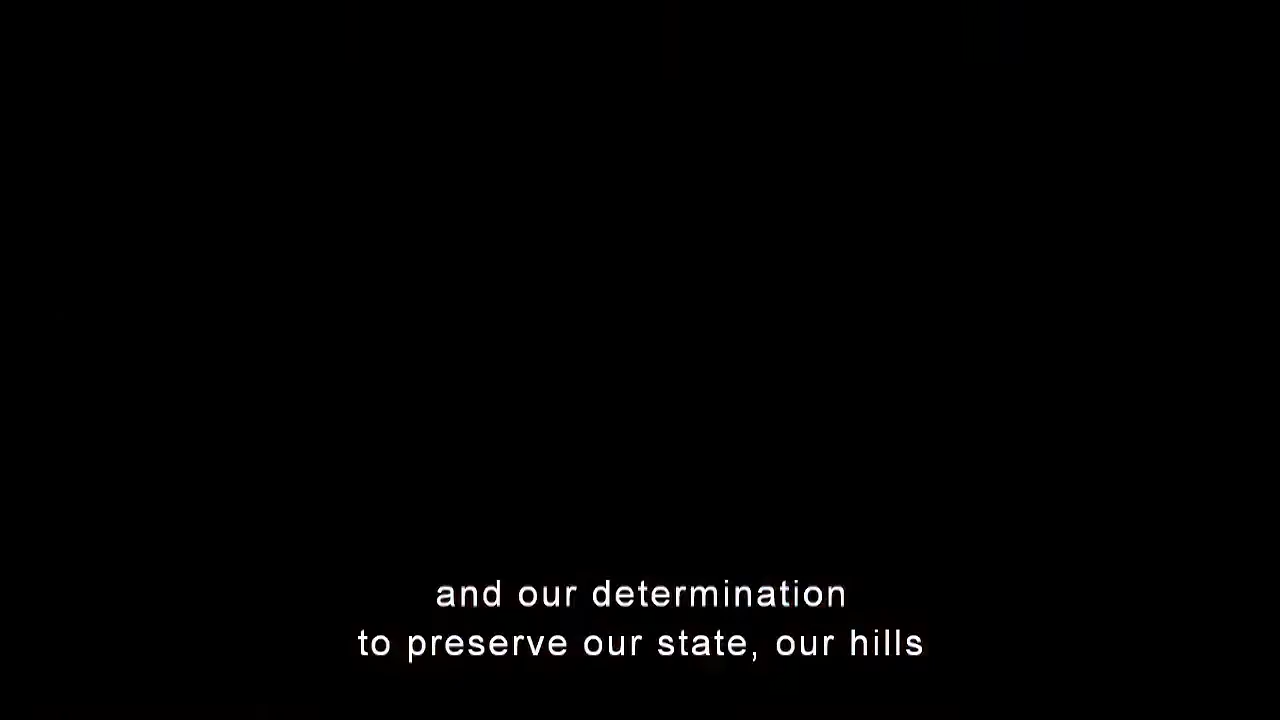 and our determination
to preserve our state, our hills